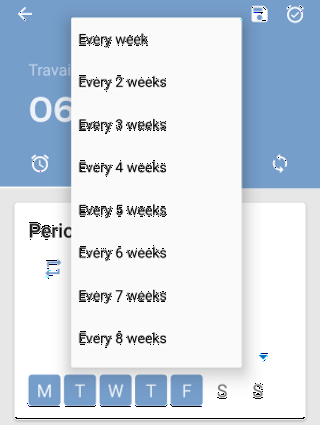 Travai
06
Every week
Every 2 weeks
Every 3 weeks
Every 4 weeks
Every 5 weeks
Every 6 weeks
Every 7 weeks
Every 8 weeks
Perio
M T W T F S S